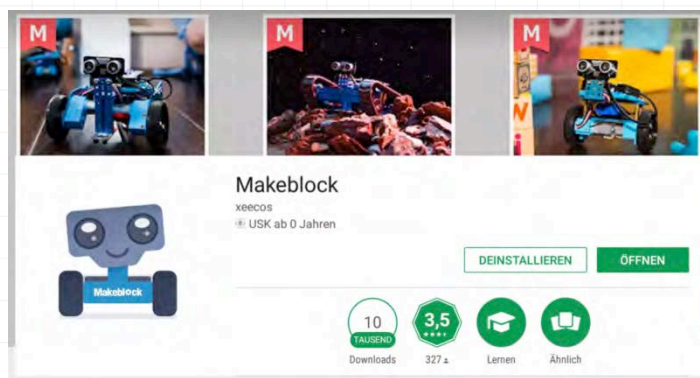 M
M
M
Makeblock
xeecos
USK ab 0 Jahren
DEINSTALLIEREN
ÖFFNEN
Makeblock
10
TAUSEND
3,5
Downloads
327
Lernen
Ähnlich